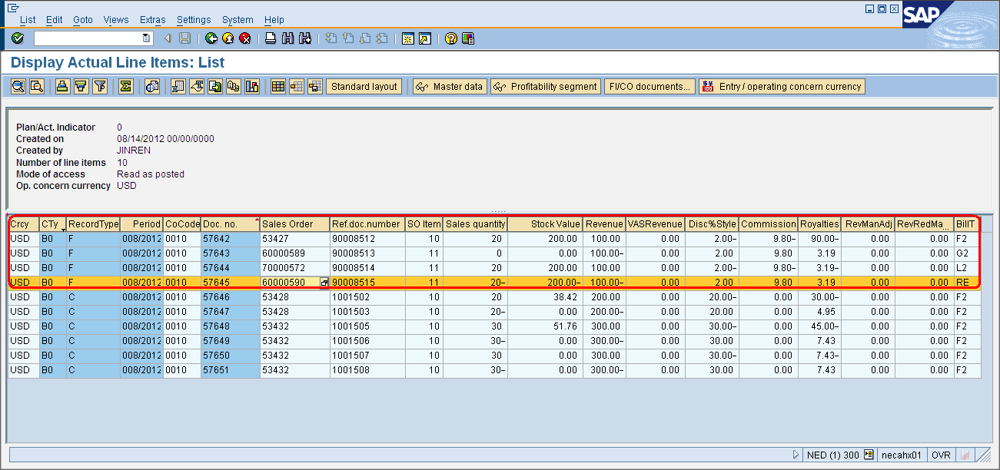 List Edit Goto Views Extras Settings System Help
SAP
Display Actual Line Items: List
Standard layout Master data Profitability segment FI/CO documents... Entry / operating concern currency
Plan/Act. Indicator 0
Created on 08/14/2012 00/00/0000
Created by JINREN
Number of line items 10
Mode of access Read as posted
Op. concern currency USD
Crcy CTy RecordType Period CoCode Doc. no. Sales Order Ref.doc.number SO Item Sales quantity Stock Value Revenue VASRevenue Disc%Style Commission Royalties RevManAdj RevRedMa... BillT
USD B0 F 008/2012 0010 57642 53427 90008512 10 20 200.00 100.00 0.00 2.00- 9.80- 90.00- 0.00 0.00 F2
USD B0 F 008/2012 0010 57643 60000589 90008513 11 0 0.00 100.00- 0.00 2.00 9.80 3.19 0.00 0.00 G2
USD B0 F 008/2012 0010 57644 70000572 90008514 11 20 200.00 100.00 0.00 2.00- 9.80- 3.19- 0.00 0.00 L2
USD B0 F 008/2012 0010 57645 60000590 90008515 11 20- 200.00- 100.00- 0.00 2.00 9.80 3.19 0.00 0.00 RE
USD B0 C 008/2012 0010 57646 53428 1001502 10 20 38.42 200.00 0.00 20.00- 0.00 30.00- 0.00 0.00 F2
USD B0 C 008/2012 0010 57647 53428 1001503 10 20- 0.00 200.00- 0.00 20.00 0.00 4.95 0.00 0.00 F2
USD B0 C 008/2012 0010 57648 53432 1001505 10 30 51.76 300.00 0.00 30.00- 0.00 45.00- 0.00 0.00 F2
USD B0 C 008/2012 0010 57649 53432 1001506 10 30- 0.00 300.00- 0.00 30.00 0.00 7.43 0.00 0.00 F2
USD B0 C 008/2012 0010 57650 53432 1001507 10 30 0.00 300.00 0.00 30.00- 0.00 7.43- 0.00 0.00 F2
USD B0 C 008/2012 0010 57651 53432 1001508 10 30- 0.00 300.00- 0.00 30.00 0.00 7.43 0.00 0.00 F2
NED (1) 300 necahx01 OVR